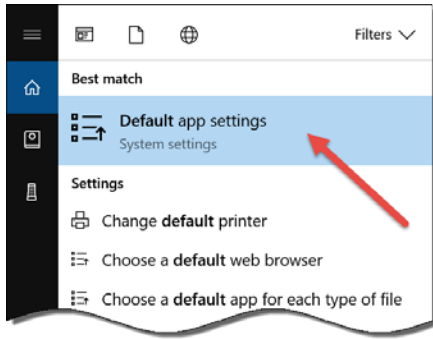 Filters
Best match
Default app settings
System settings
Settings
Change default printer
Choose a default web browser
Choose a default app for each type of file